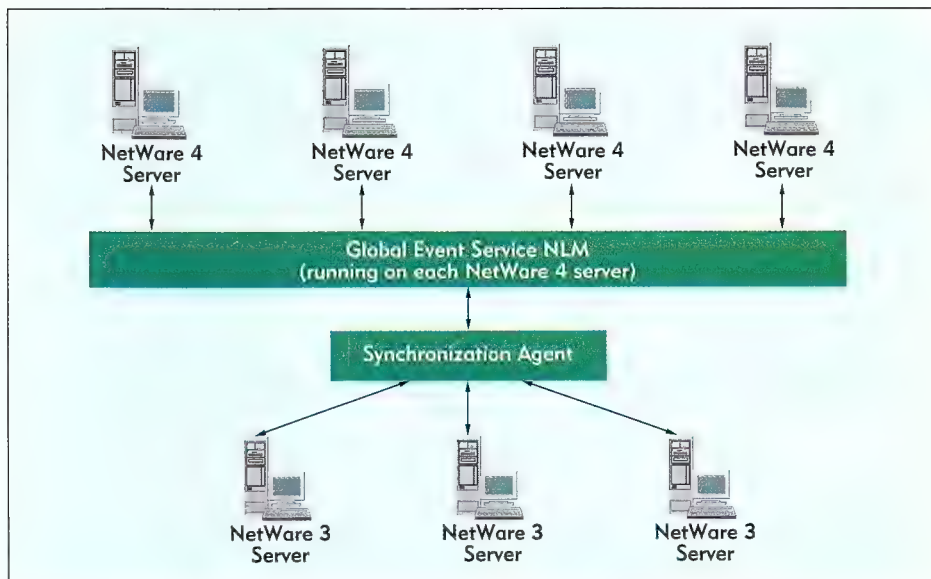 NetWare 4
Server
NetWare 4
Server
NetWare 4
Server
NetWare 4
Server
Global Event Service NLM
(running on each NetWare 4 server)
Synchronization Agent
NetWare 3
Server
NetWare 3
Server
NetWare 3
Server